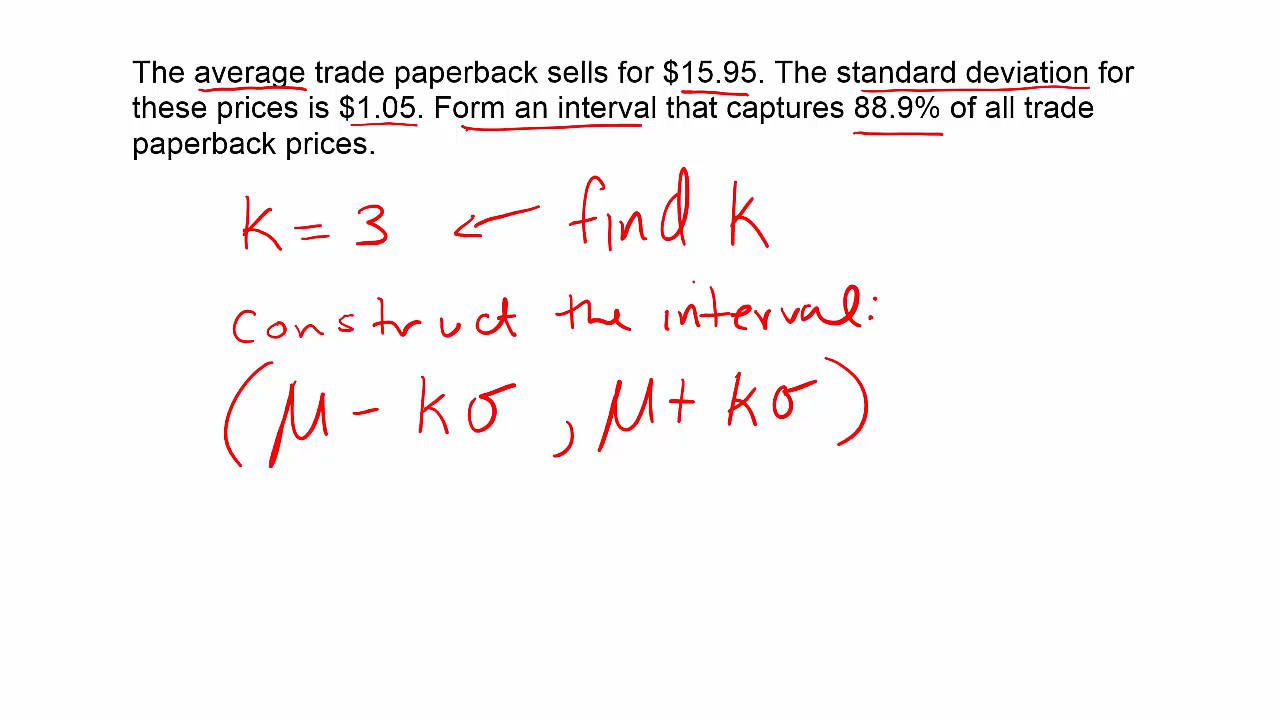 The average trade paperback sells for $15.95. The standard deviation for
these prices is $1.05. Form an interval that captures 88.9% of all trade
paperback prices.
K = 3 ← find K
construct the interval:
(μ - kσ , μ + kσ)